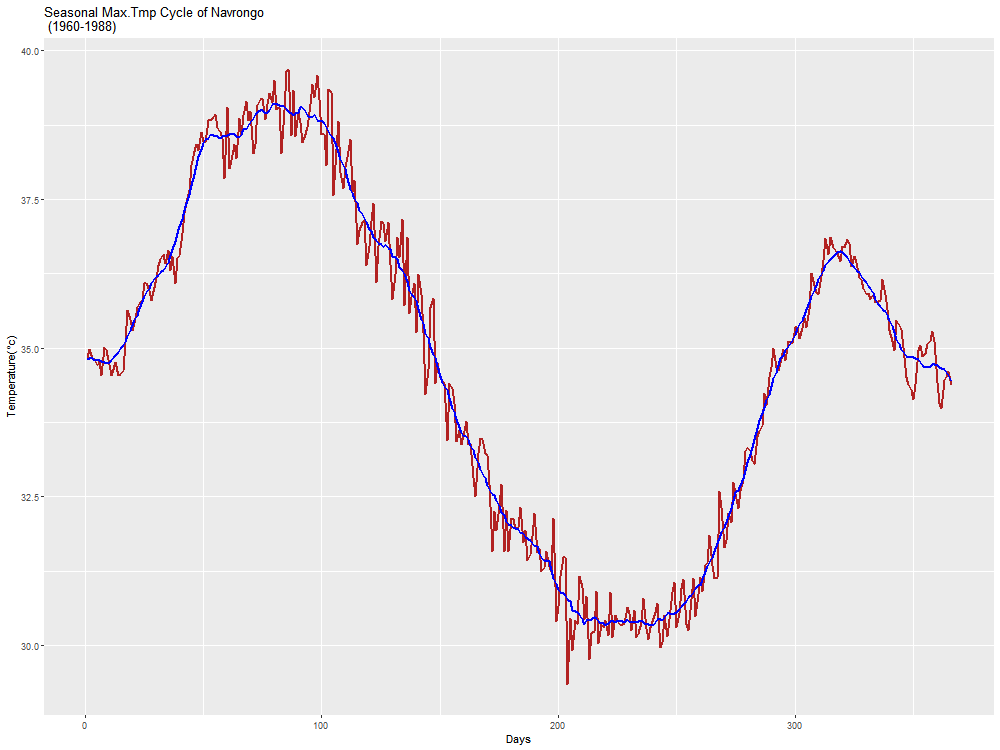 Seasonal Max.Tmp Cycle of Navrongo
(1960-1988)
40.0
37.5
35.0
32.5
30.0
Temperature(°c)
0 100 200 300
Days